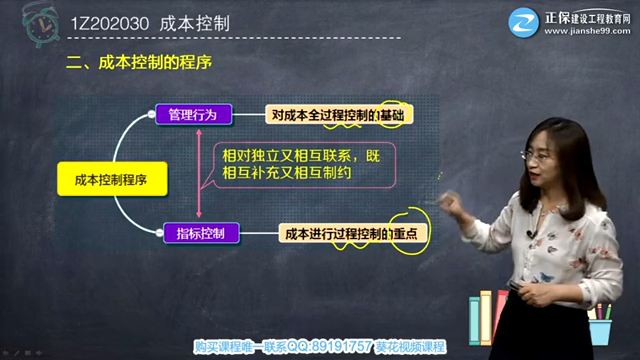 1Z202030 成本控制
正保建设工程教育网
www.jianshe99.com
二、成本控制的程序
管理行为
对成本全过程控制的基础
相对独立又相互联系，既
相互补充又相互制约
成本控制程序
指标控制
成本进行过程控制的重点
购买课程唯一联系QQ:89191757 葵花视频课程